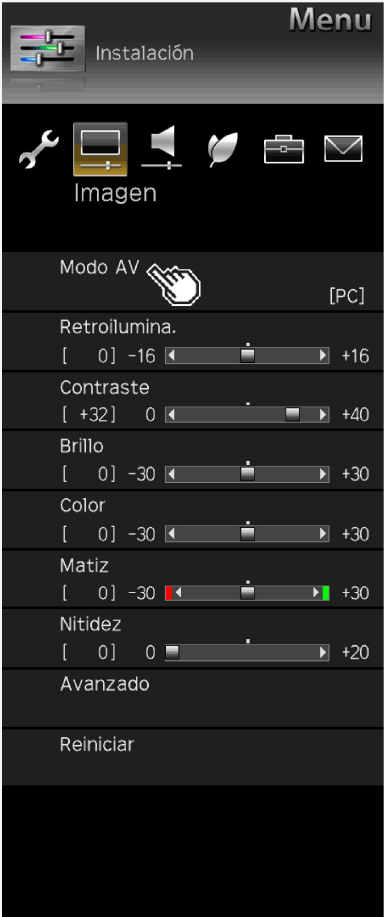 Menu
Instalación
Imagen
Modo AV
[PC]
Retroilumina.
[ 0] -16 +16
Contraste
[ +32] 0 +40
Brillo
[ 0] -30 +30
Color
[ 0] -30 +30
Matiz
[ 0] -30 +30
Nitidez
[ 0] 0 +20
Avanzado
Reiniciar